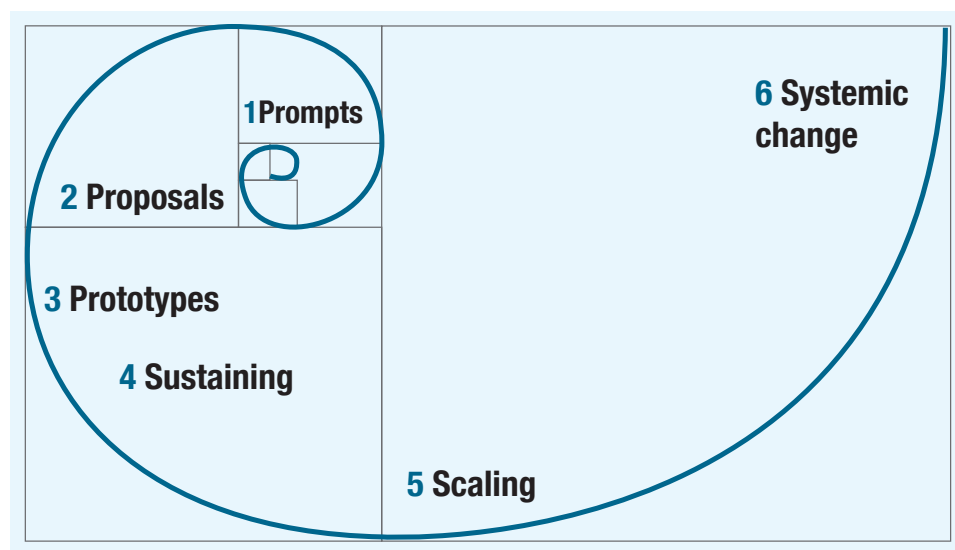 1Prompts
2 Proposals
3 Prototypes
4 Sustaining
5 Scaling
6 Systemic
change